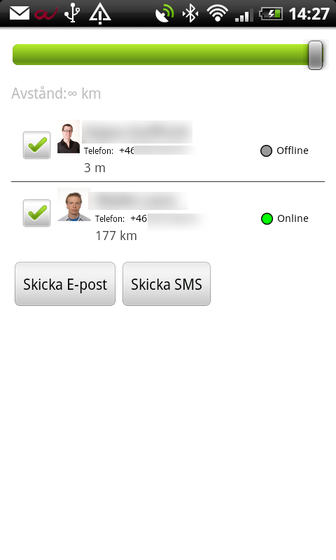 14:27
Avstånd:∞ km
Telefon: +46
Offline
3 m
Telefon: +46
Online
177 km
Skicka E-post Skicka SMS